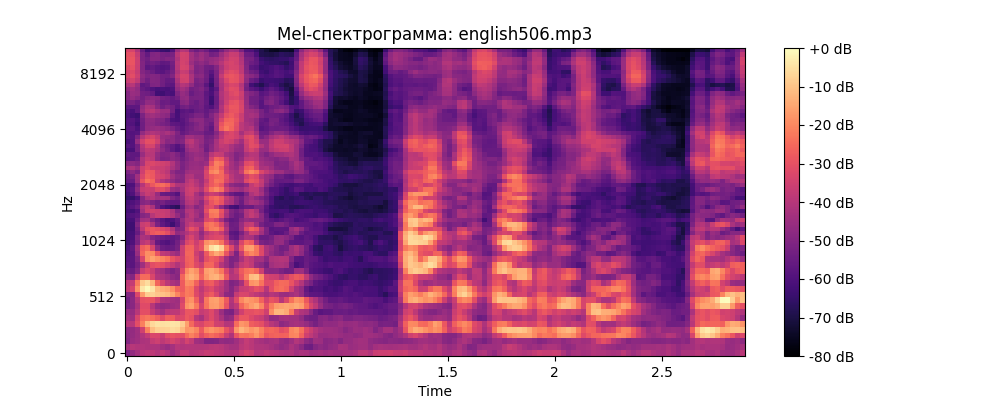 Mel-спектрограмма: english506.mp3
8192
4096
2048
1024
512
0
Hz
0
0.5
1
1.5
2
2.5
Time
+0 dB
-10 dB
-20 dB
-30 dB
-40 dB
-50 dB
-60 dB
-70 dB
-80 dB